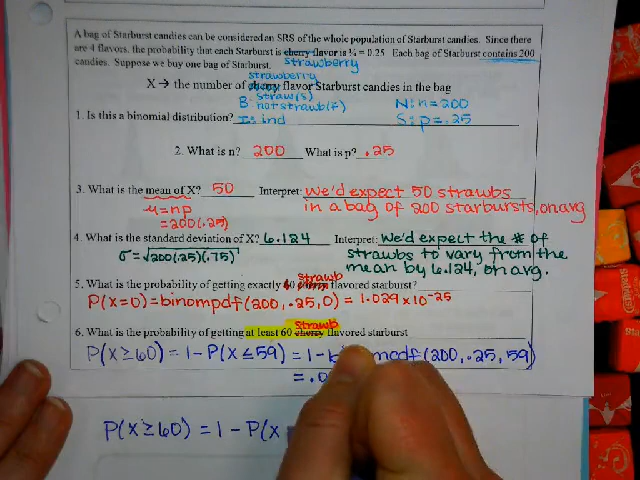 A bag of Starburst candies can be considered an SRS of the whole population of Starburst candies. Since there
are 4 flavors, the probability that each Starburst is cherry flavor is ¼ = 0.25. Each bag of Starburst contains 200
candies. Suppose we buy one bag of Starburst. strawberry
strawberry
X → the number of cherry flavor Starburst candies in the bag
B: straw(s)
not strawb(f)
N: n=200
1. Is this a binomial distribution? I: ind
S: p=.25
2. What is n? 200 What is p? .25
3. What is the mean of X? 50 Interpret: we'd expect 50 strawbs
μ=np
in a bag of 200 starbursts, on avg
=200(.25)
4. What is the standard deviation of X? 6.124 Interpret: we'd expect the # of
σ=√200(.25)(.75)
strawbs to vary from the
mean by 6.124, on avg.
strawb
5. What is the probability of getting exactly 0 cherry flavored starburst?
P(X=0)=binompdf(200,.25,0)=1.029×10⁻²⁵
strawb
6. What is the probability of getting at least 60 cherry flavored starburst
P(X≥60)=1-P(X≤59)=1- mcdf(200,.25,59)
=.0
P(X≥60)=1-P(X